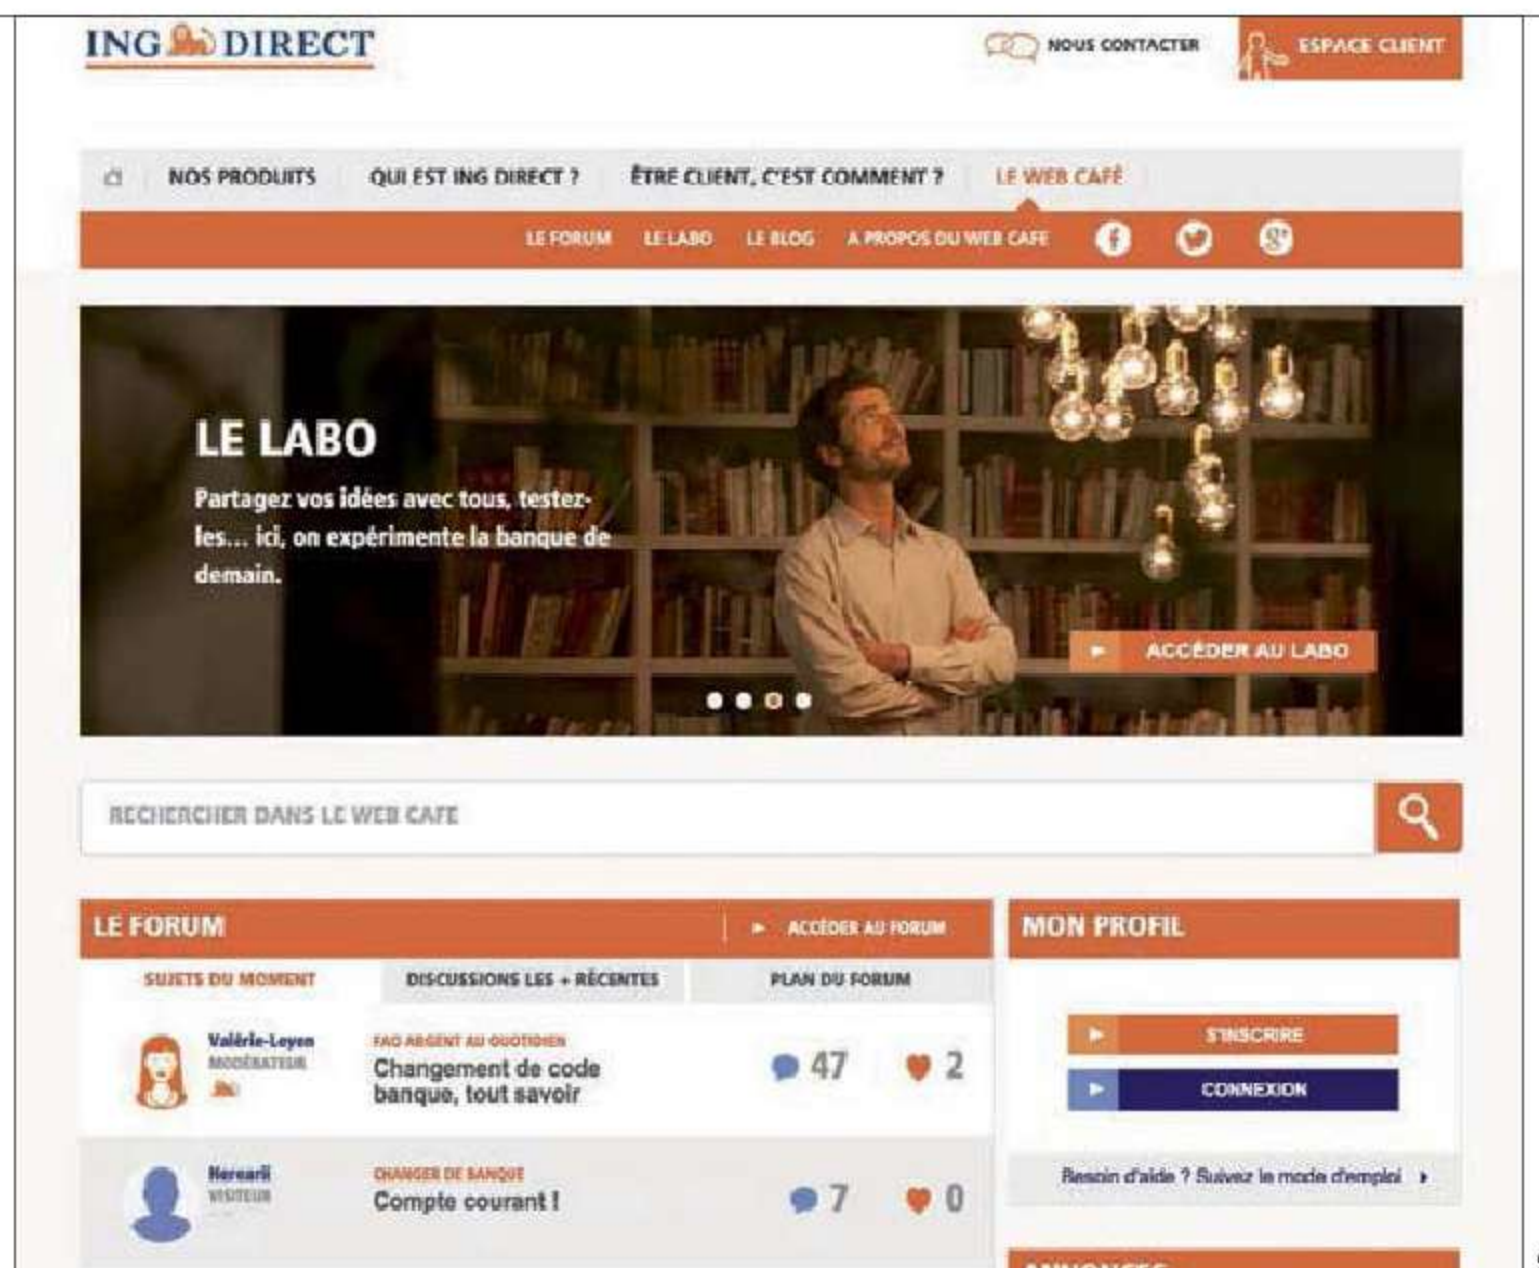 ING DIRECT
NOUS CONTACTER
ESPACE CLIENT
NOS PRODUITS
QUI EST ING DIRECT ?
ÊTRE CLIENT, C'EST COMMENT ?
LE WEB CAFÉ
LE FORUM
LE LABO
LE BLOG
A PROPOS DU WEB CAFE
LE LABO
Partagez vos idées avec tous, testez-
les... ici, on expérimente la banque de
demain.
ACCÉDER AU LABO
RECHERCHER DANS LE WEB CAFE
LE FORUM
ACCÉDER AU FORUM
MON PROFIL
SUJETS DU MOMENT
DISCUSSIONS LES + RÉCENTES
PLAN DU FORUM
Valérie-Loyen
MODÉRATEUR
FAQ ARGENT AU QUOTIDIEN
Changement de code
banque, tout savoir
47
2
S'INSCRIRE
CONNEXION
Besoin d'aide ? Suivez le mode d'emploi
Herearii
VISITEUR
CHANGER DE BANQUE
Compte courant !
7
0
ANNONCES